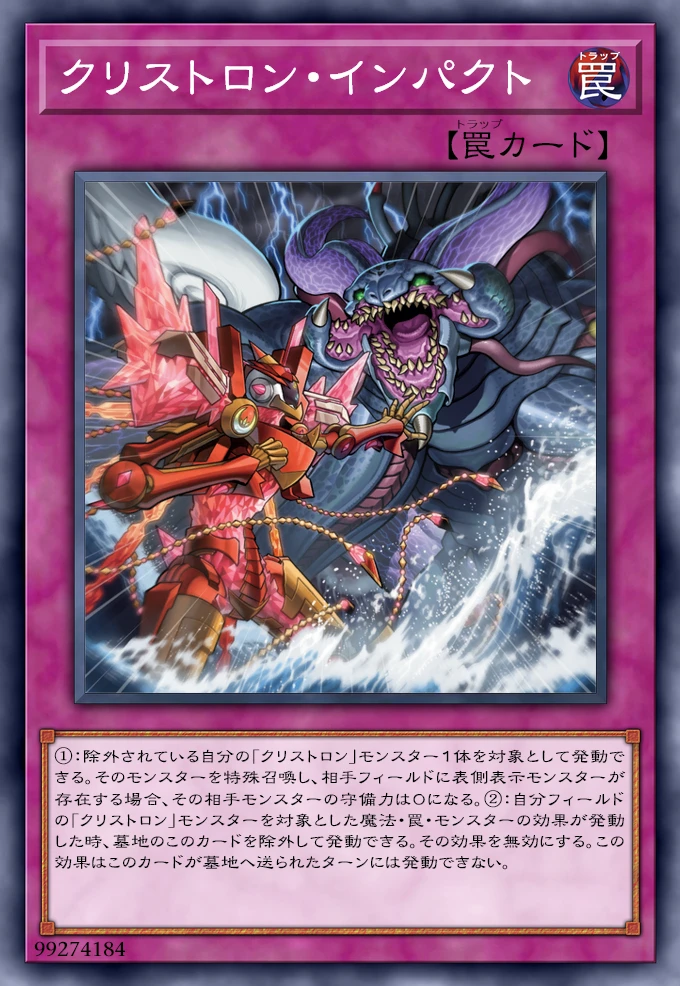 クリストロン・インパクト
トラップ
罠
トラップ
【罠カード】
①：除外されている自分の「クリストロン」モンスター１体を対象として発動で
きる。そのモンスターを特殊召喚し、相手フィールドに表側表示モンスターが
存在する場合、その相手モンスターの守備力は０になる。②：自分フィールド
の「クリストロン」モンスターを対象とした魔法・罠・モンスターの効果が発動
した時、墓地のこのカードを除外して発動できる。その効果を無効にする。この
効果はこのカードが墓地へ送られたターンには発動できない。
99274184